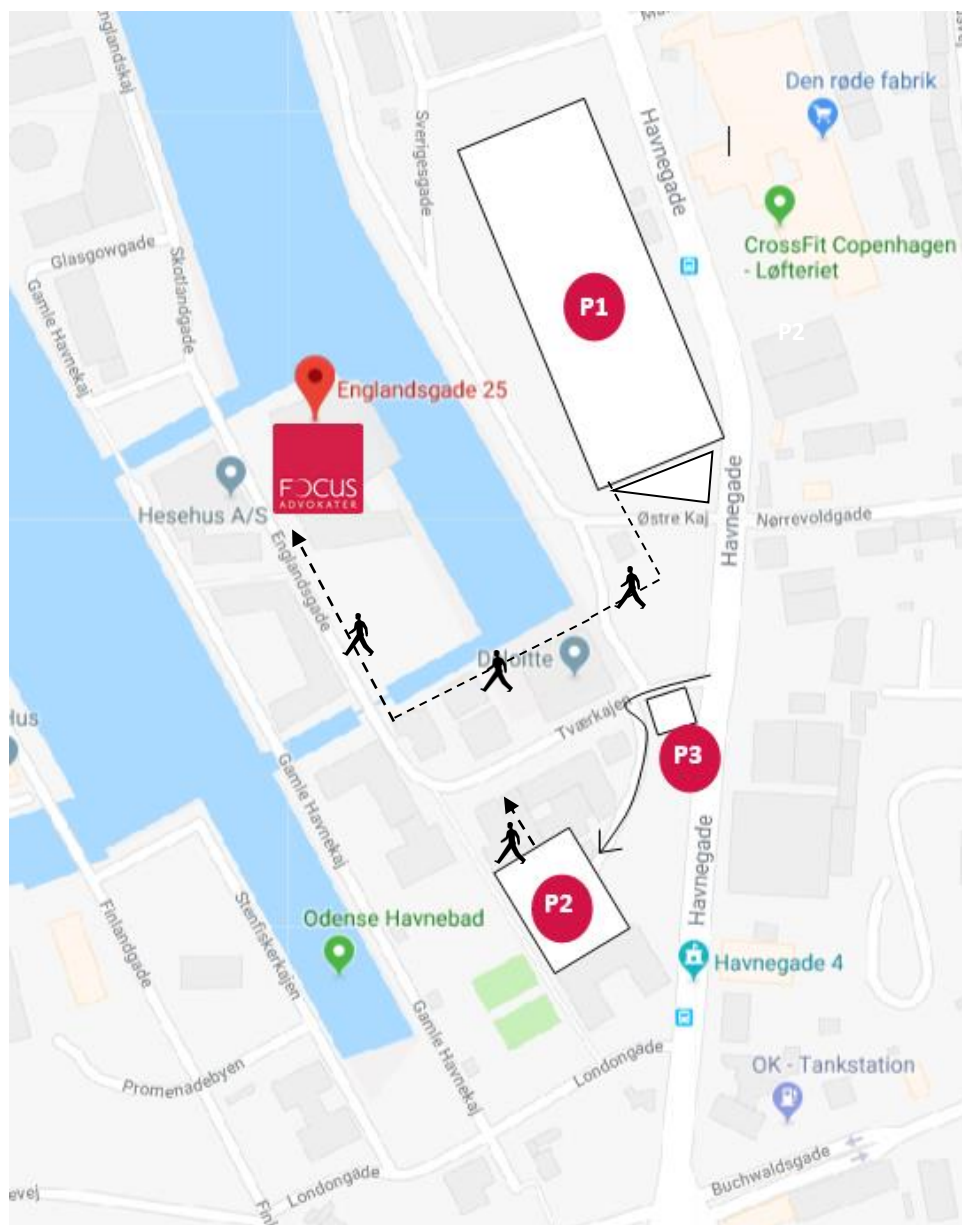 Englandskaj
Sverigesgade
Havnegade
Den røde fabrik
CrossFit Copenhagen
- Løfteriet
Glasgowgade
Skotlandgade
Gamle Havnekaj
P1
P2
Englandsgade 25
FOCUS
ADVOKATER
Hesehus A/S
Englandsgade
Østre Kaj
Havnegade
Nørrevoldgade
Deloitte
Tværkajen
P3
Gamle Havnekaj
Havnegade
P2
Odense Havnebad
Havnegade 4
Finlandgade
Stenfiskerkajen
Gamle Havnekaj
Londongade
OK - Tankstation
Promenadebyen
Londongade
Buchwaldsgade